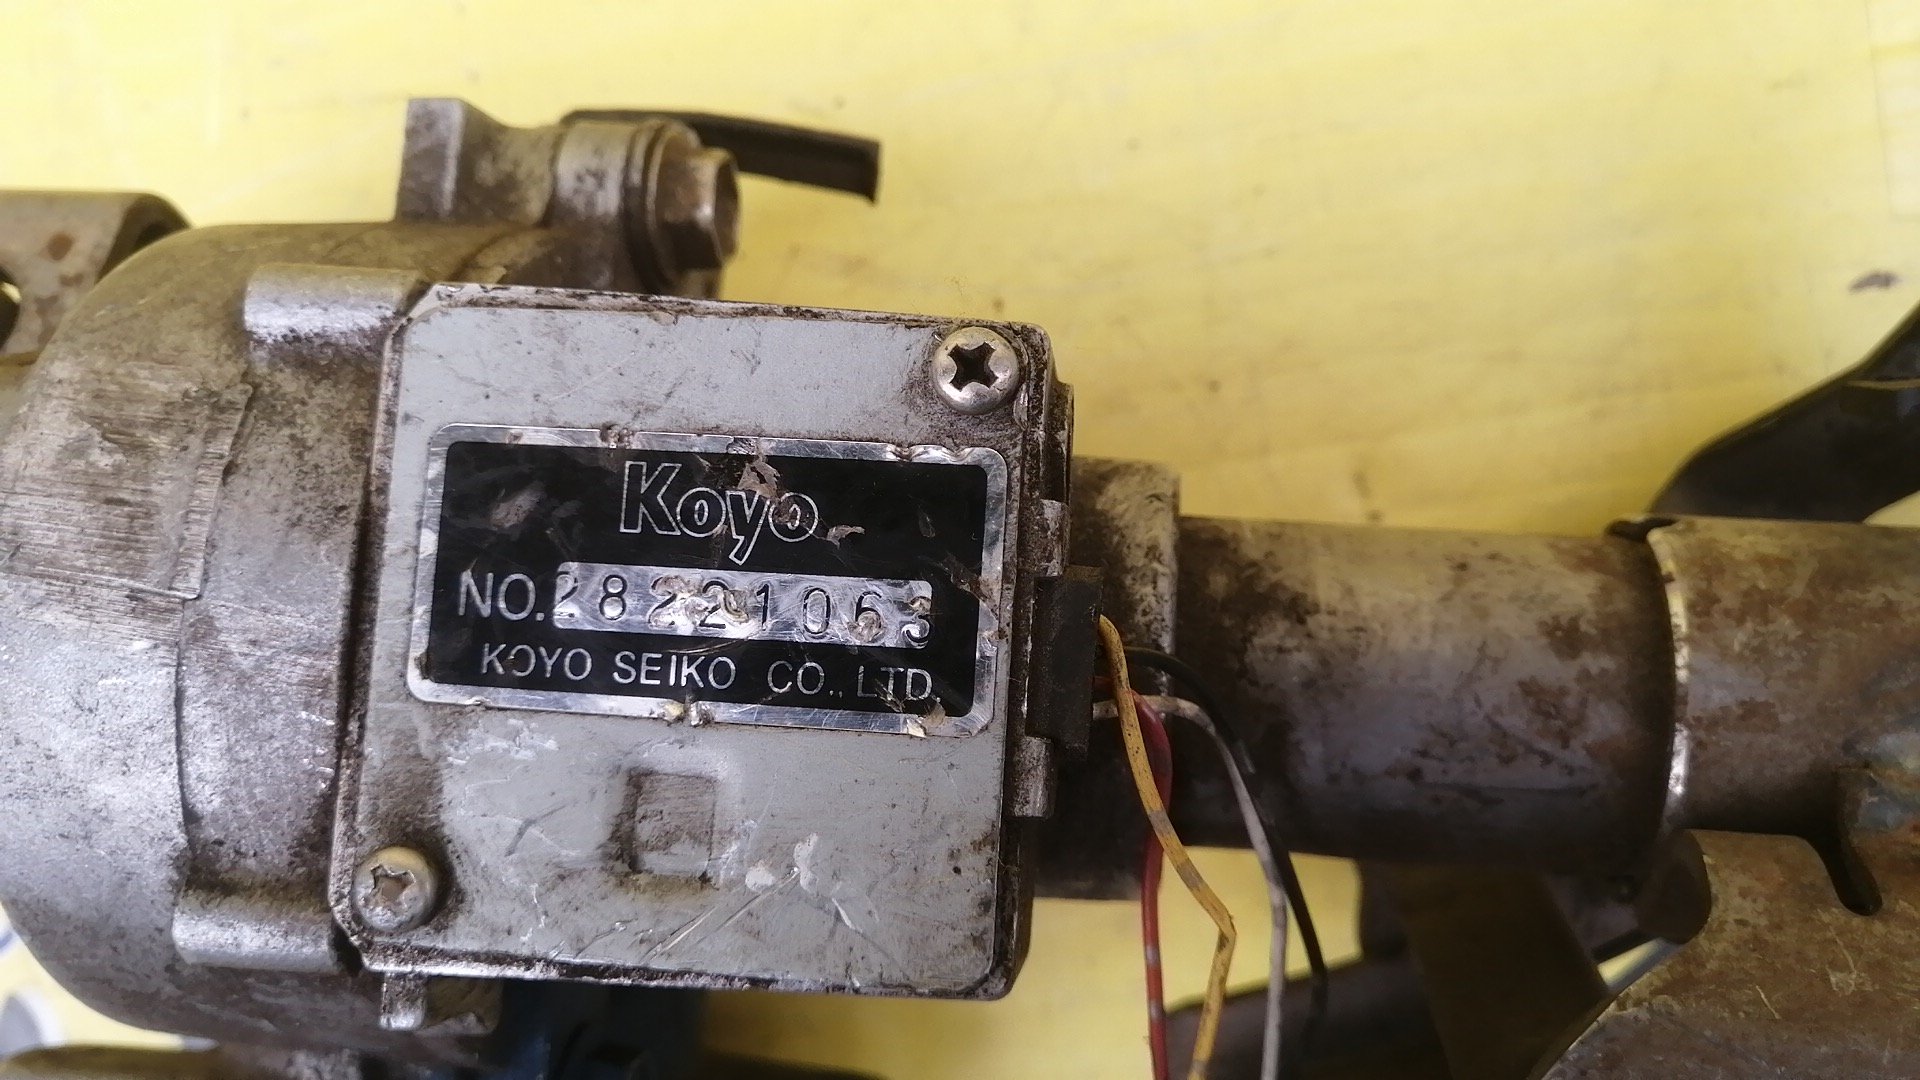 Koyo
NO. 28221063
KOYO SEIKO CO., LTD.